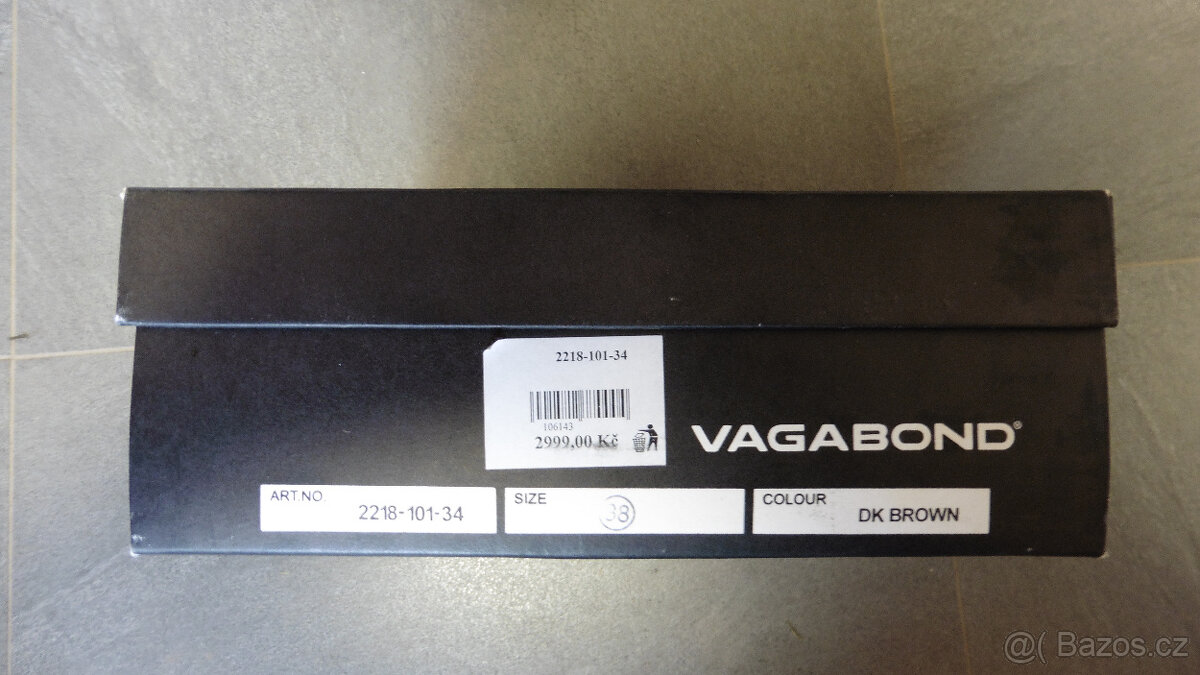 2218-101-34
106143
2999,00 Kč
VAGABOND®
ART.NO
2218-101-34
SIZE
38
COLOUR
DK BROWN
@( Bazos.cz